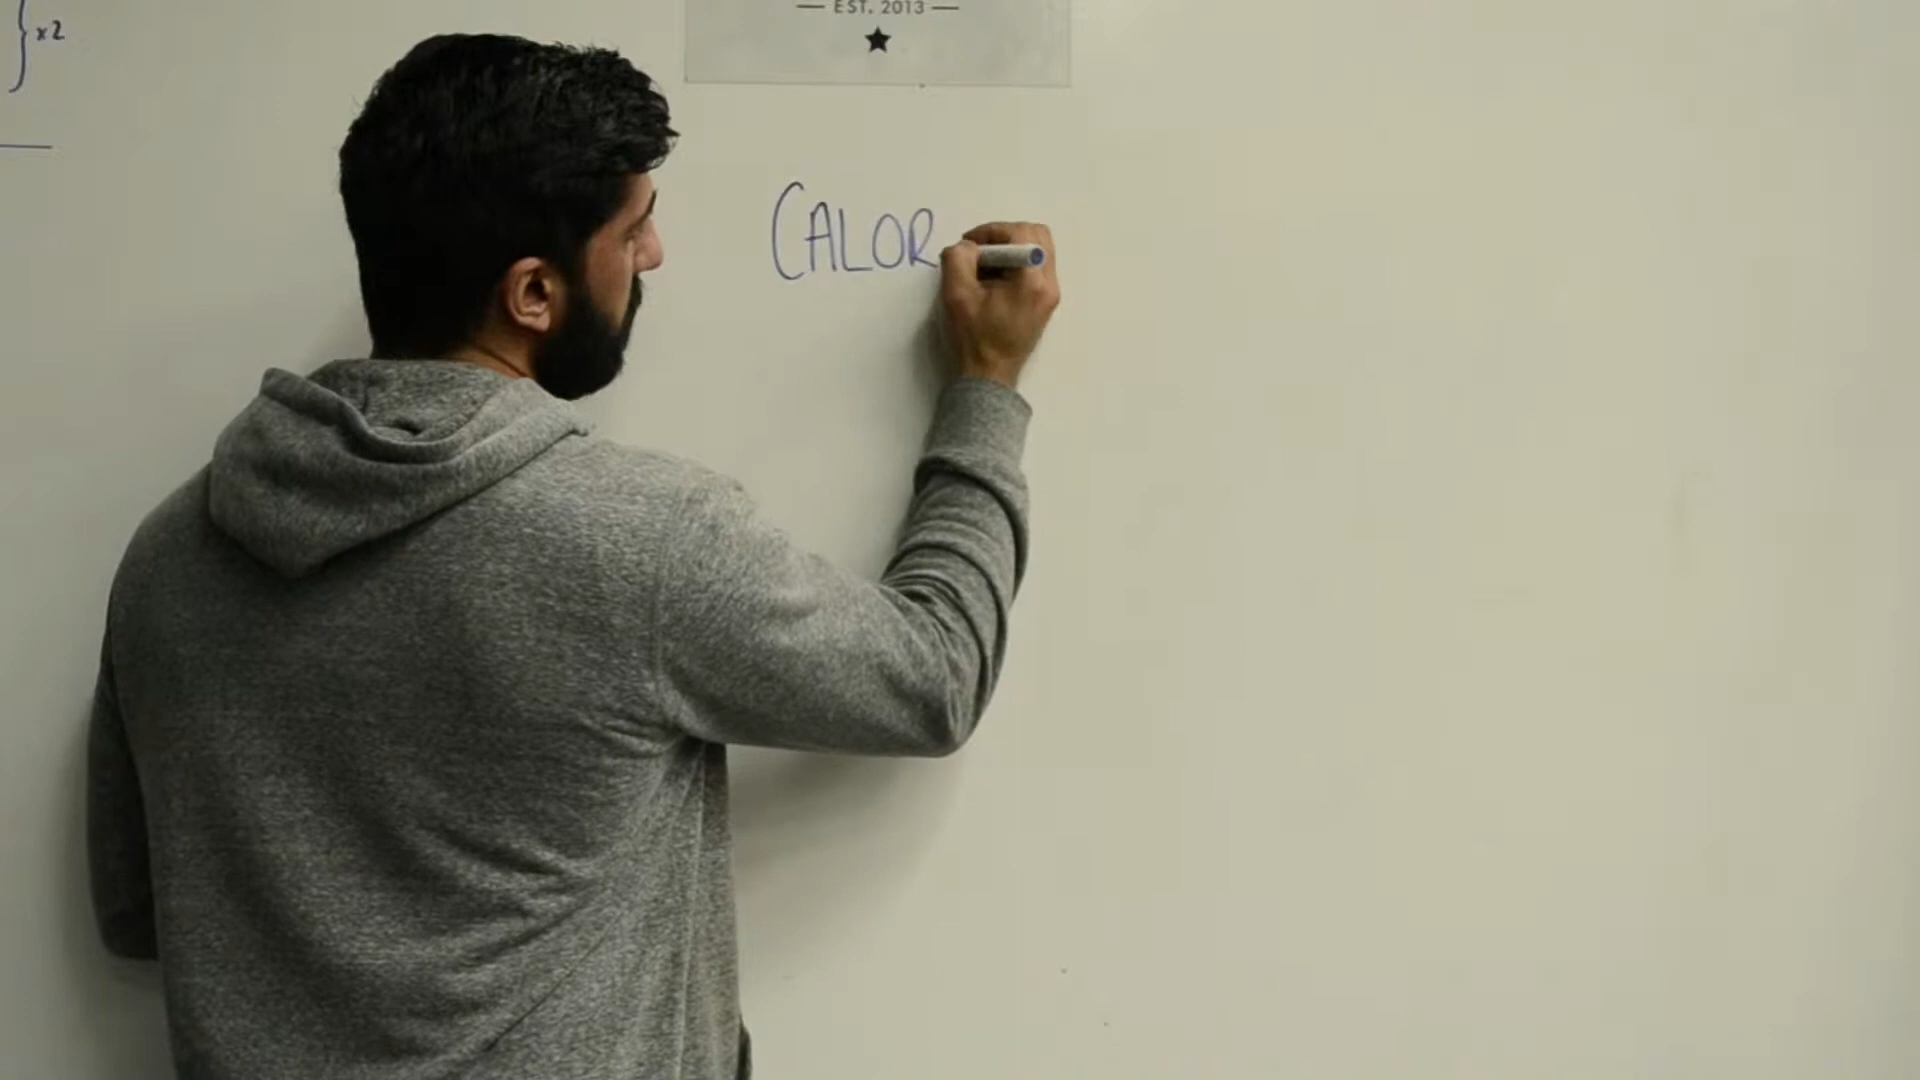 } x2
— EST. 2013 —
CALOR